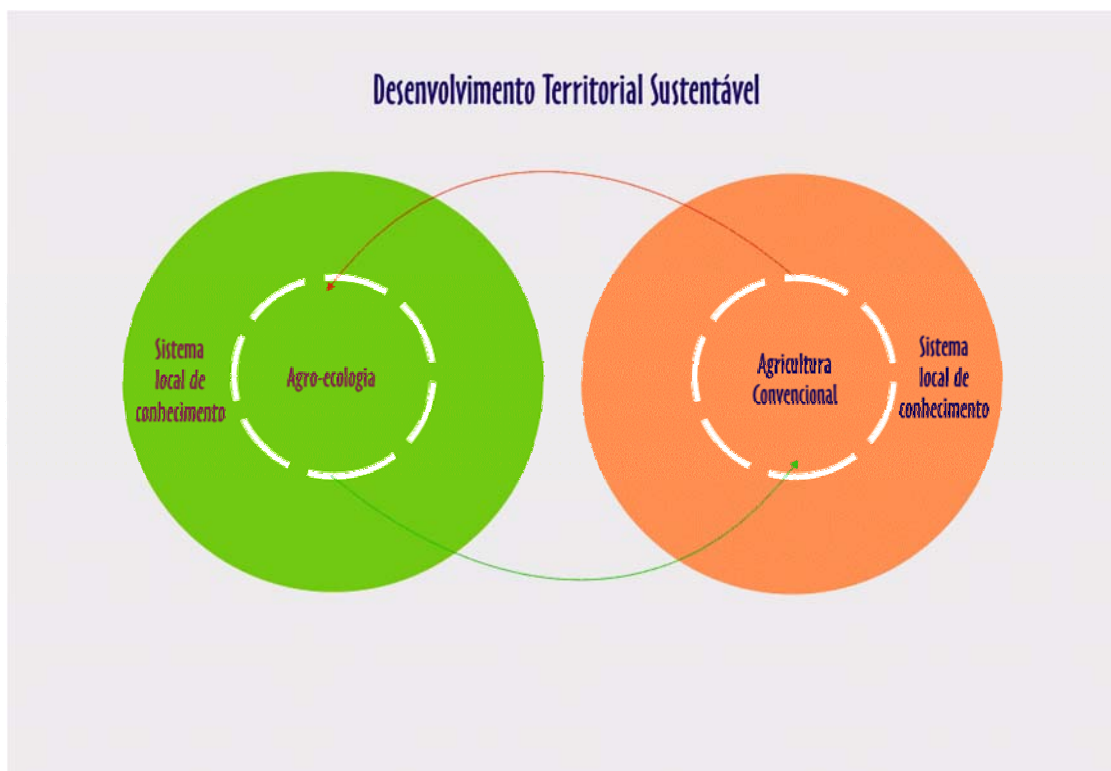 Desenvolvimento Territorial Sustentável
Sistema
local de
conhecimento
Agro-ecologia
Agricultura
Convencional
Sistema
local de
conhecimento